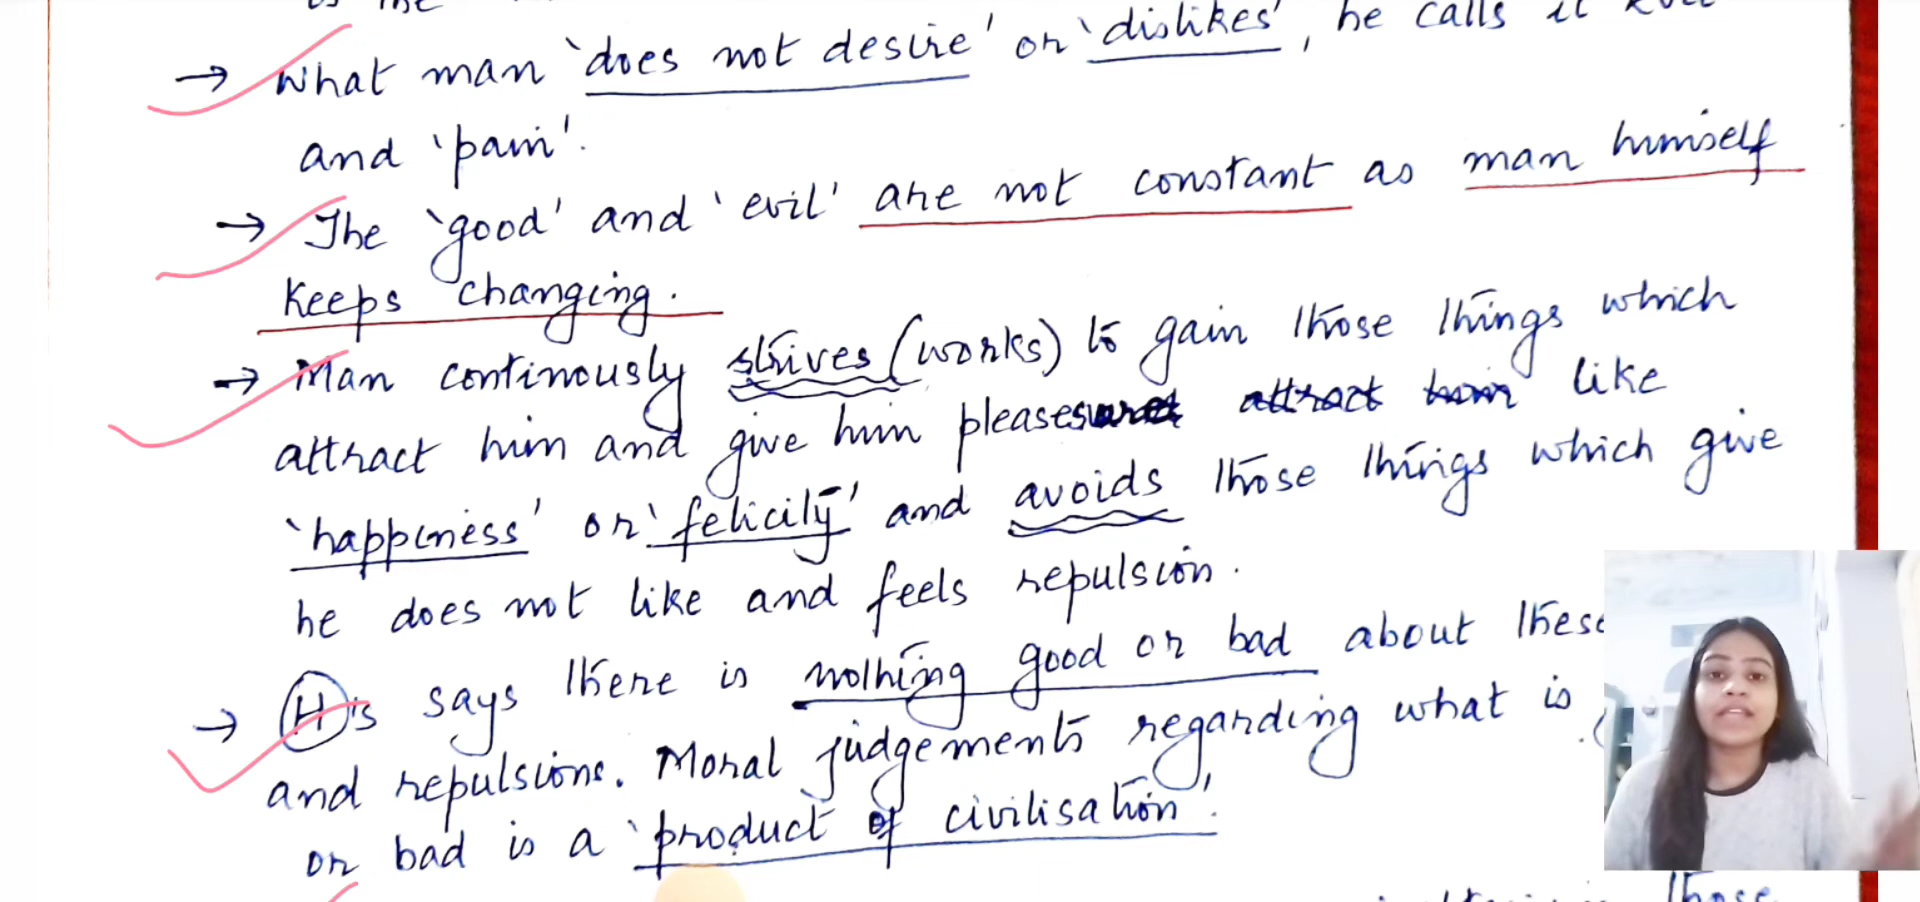 is the
→ What man 'does not desire' or 'dislikes', he calls it
and 'pain'.
→ The 'good' and 'evil' are not constant as man himself
keeps changing.
→ Man continously strives (works) to gain those things which
attract him and give him pleasesure attract him like
'happiness' or 'felicity' and avoids those things which give
he does not like and feels repulsion.
→ H's says there is nothing good or bad about these
and repulsions. Moral judgements regarding what is
or bad is a 'product of civilisation'.
those